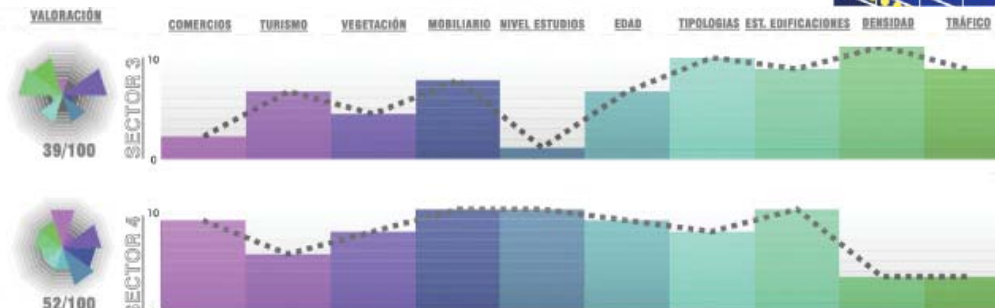 VALORACIÓN
COMERCIOS TURISMO VEGETACIÓN MOBILIARIO NIVEL ESTUDIOS EDAD TIPOLOGIAS EST. EDIFICACIONES DENSIDAD TRÁFICO
SECTOR 3
10
0
39/100
SECTOR 4
10
52/100